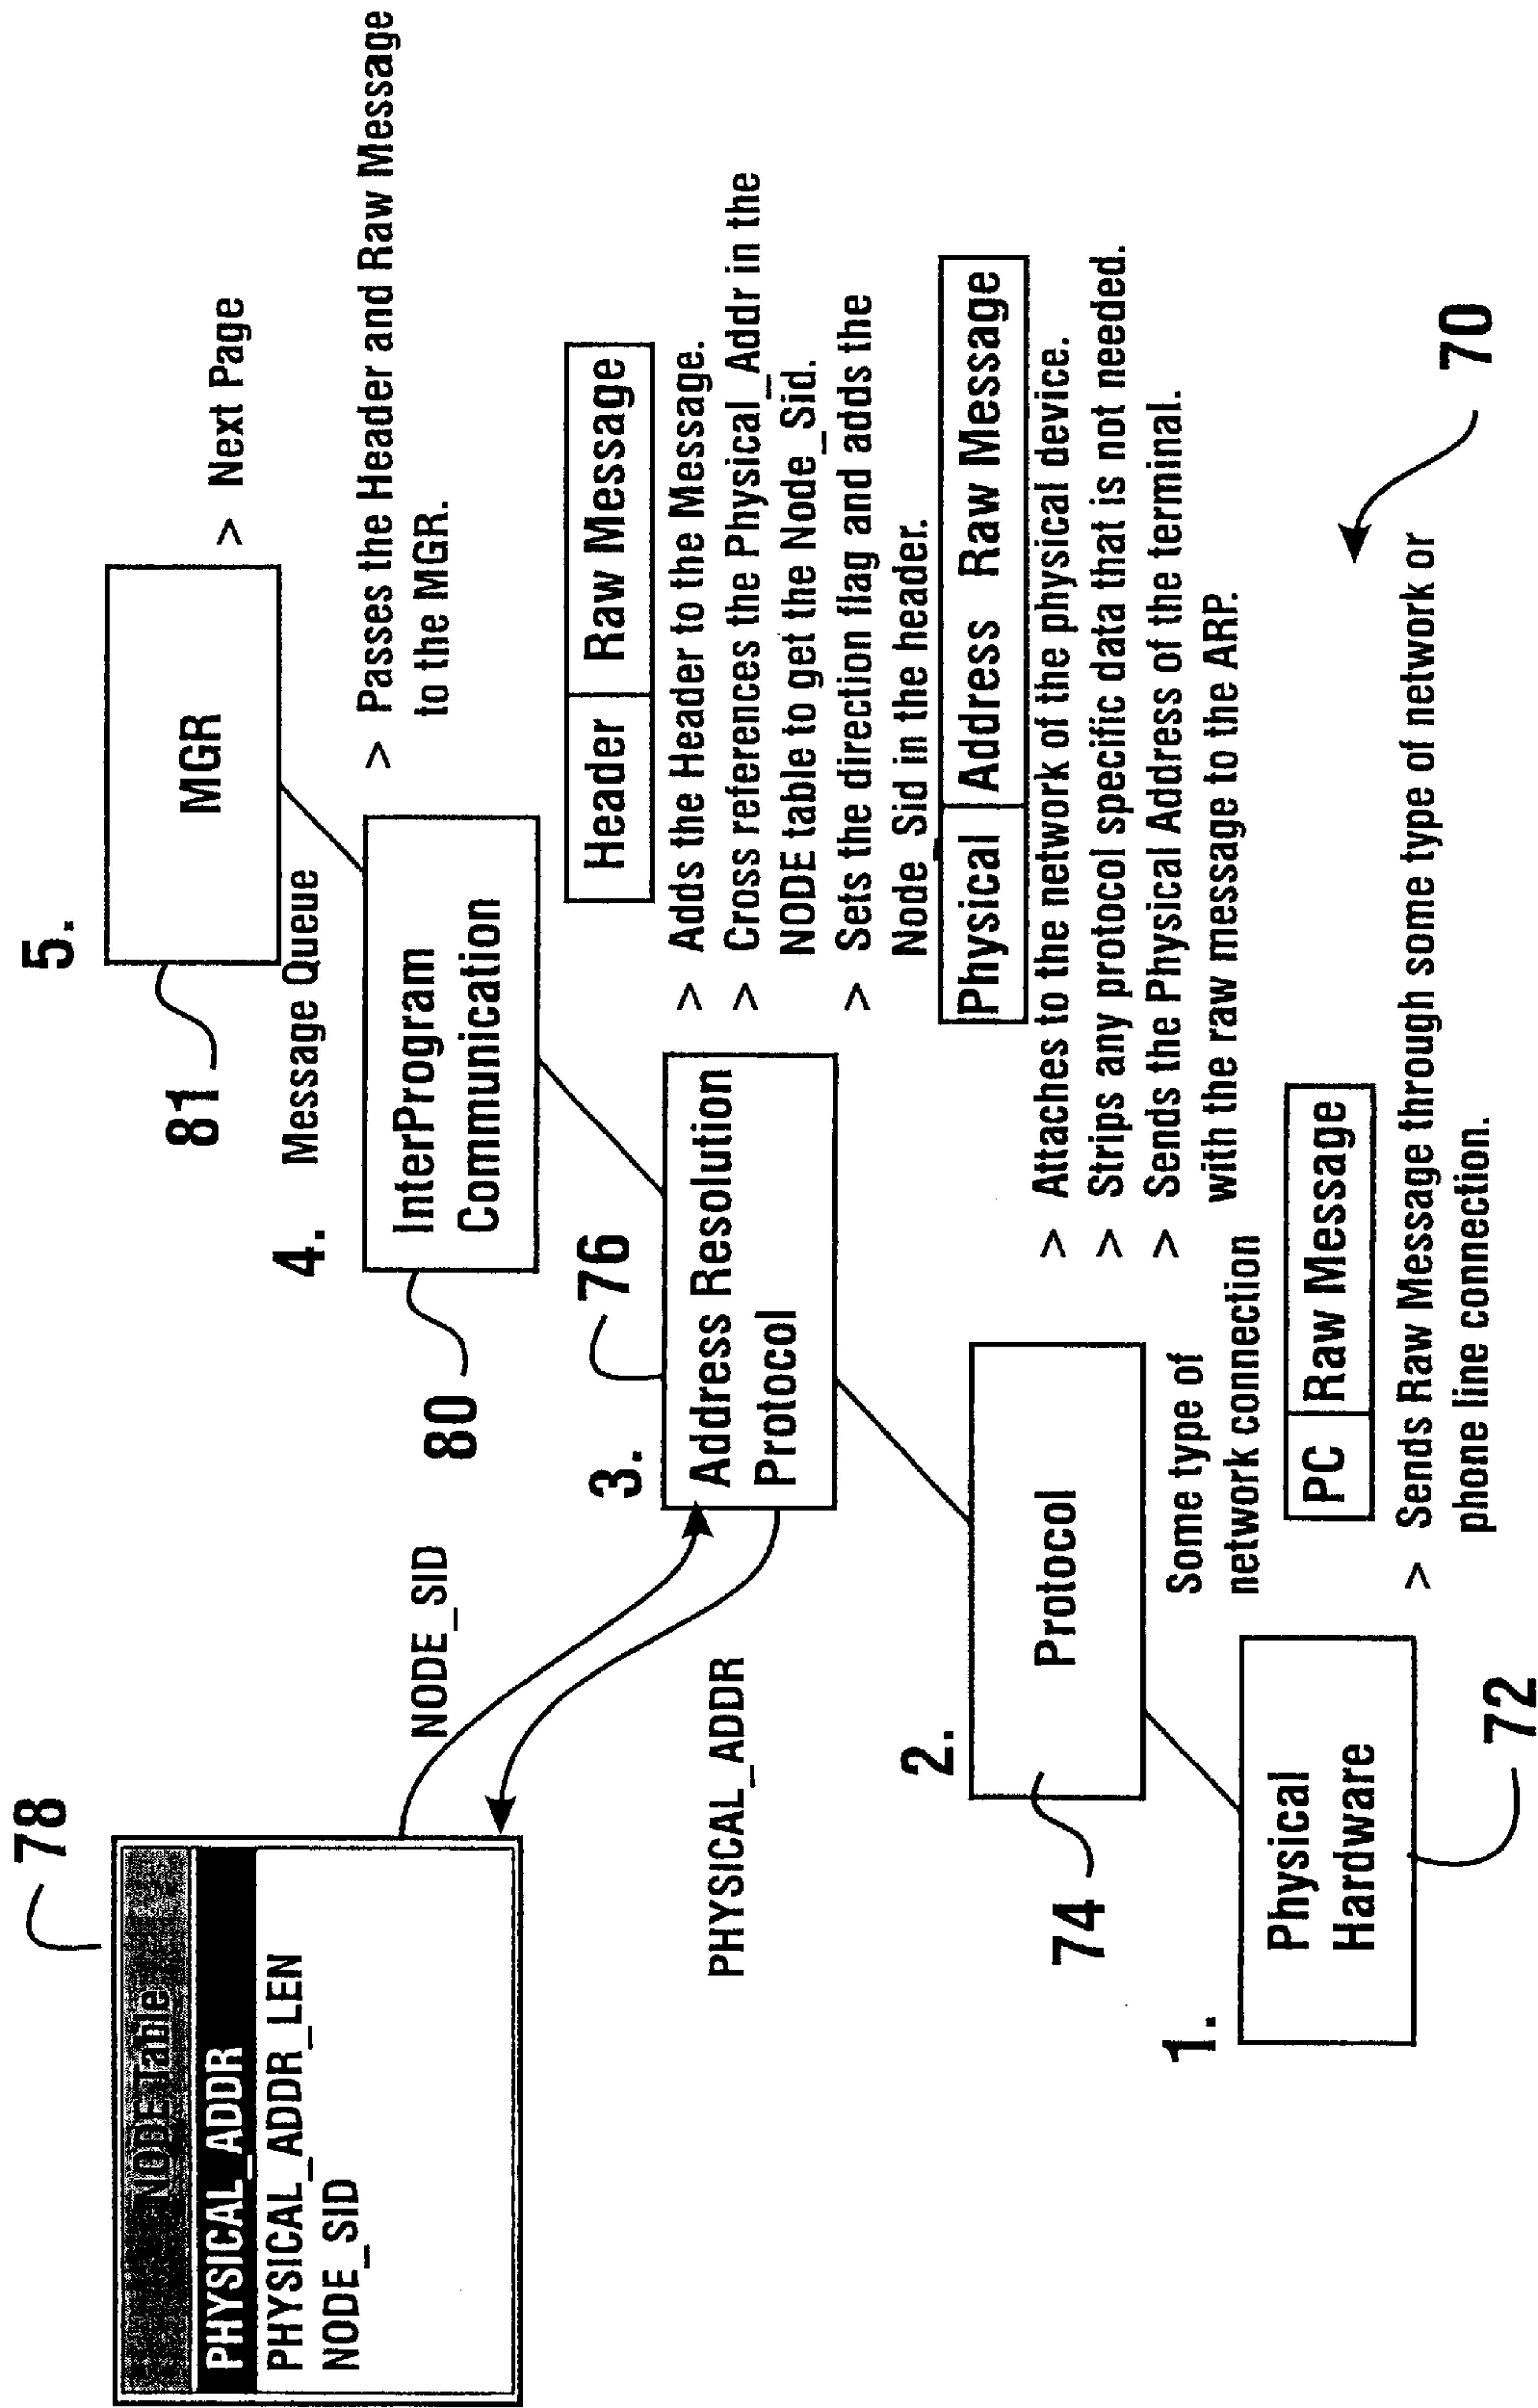 78
NODE Table
PHYSICAL_ADDR
PHYSICAL_ADDR_LEN
NODE_SID
NODE_SID
PHYSICAL_ADDR
5.
MGR
81
> Next Page
Message Queue
4.
InterProgram
Communication
80
> Passes the Header and Raw Message
to the MGR.
76
3.
Address Resolution
Protocol
Header Raw Message
> Adds the Header to the Message.
> Cross references the Physical_Addr in the
NODE table to get the Node_Sid.
> Sets the direction flag and adds the
Node_Sid in the header.
2.
Protocol
74
Physical Address Raw Message
> Attaches to the network of the physical device.
> Strips any protocol specific data that is not needed.
> Sends the Physical Address of the terminal.
with the raw message to the ARP.
Some type of
network connection
1.
Physical
Hardware
72
PC Raw Message
> Sends Raw Message through some type of network or
phone line connection.
70